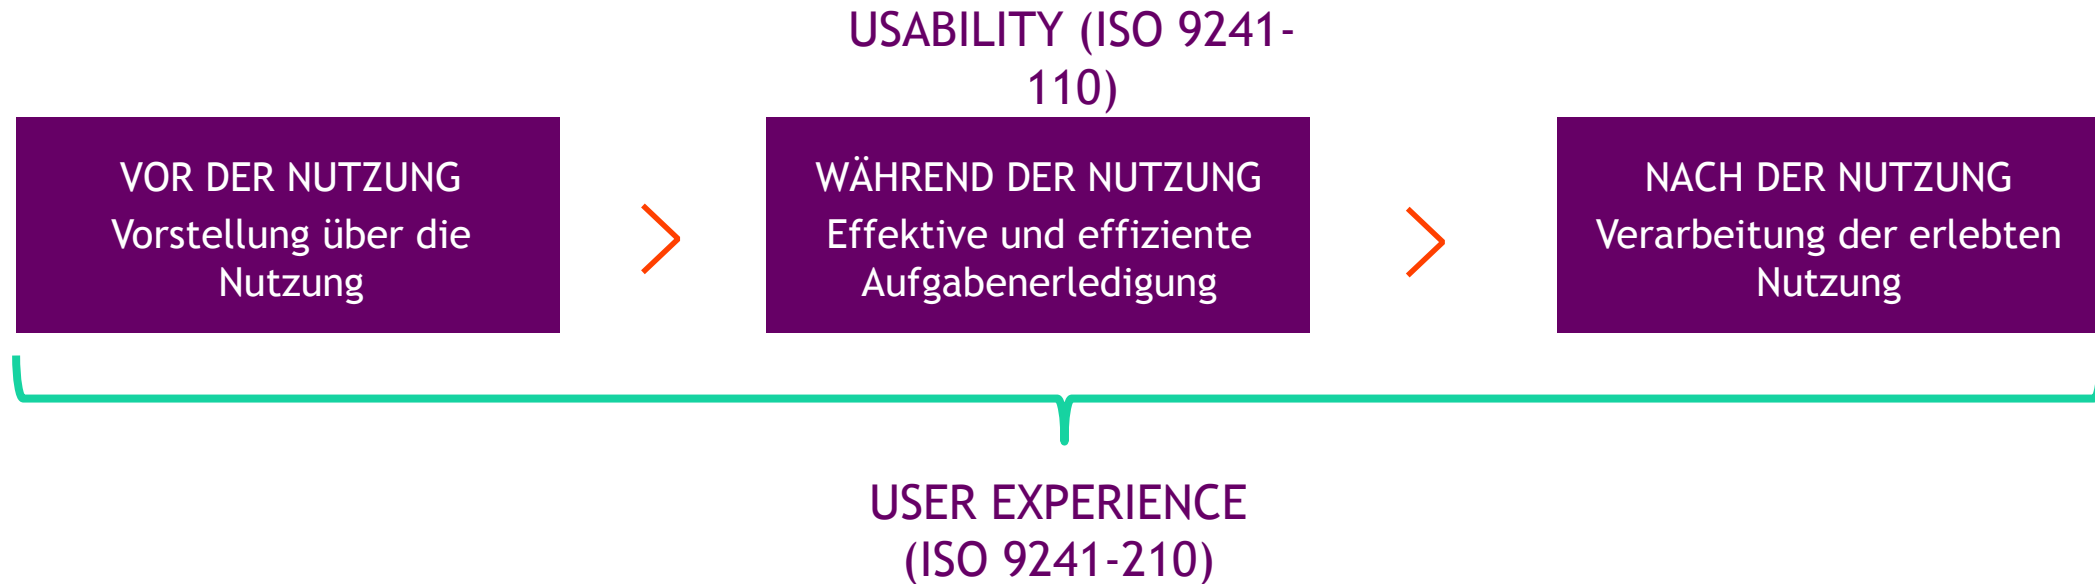 USABILITY (ISO 9241-
110)
VOR DER NUTZUNG
Vorstellung über die
Nutzung
WÄHREND DER NUTZUNG
Effektive und effiziente
Aufgabenerledigung
NACH DER NUTZUNG
Verarbeitung der erlebten
Nutzung
USER EXPERIENCE
(ISO 9241-210)